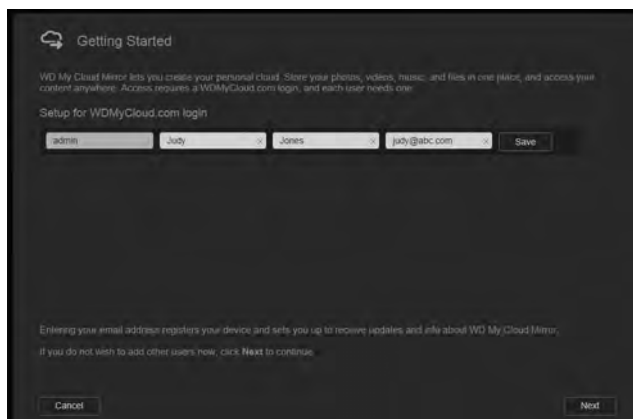 Getting Started
WD My Cloud Mirror lets you create your personal cloud. Store your photos, videos, music, and files in one place, and access your
content anywhere. Access requires a WDMyCloud.com login, and each user needs one.
Setup for WDMyCloud.com login
admin Judy Jones judy@abc.com Save
Entering your email address registers your device and sets you up to receive updates and info about WD My Cloud Mirror.
If you do not wish to add other users now, click Next to continue.
Cancel Next